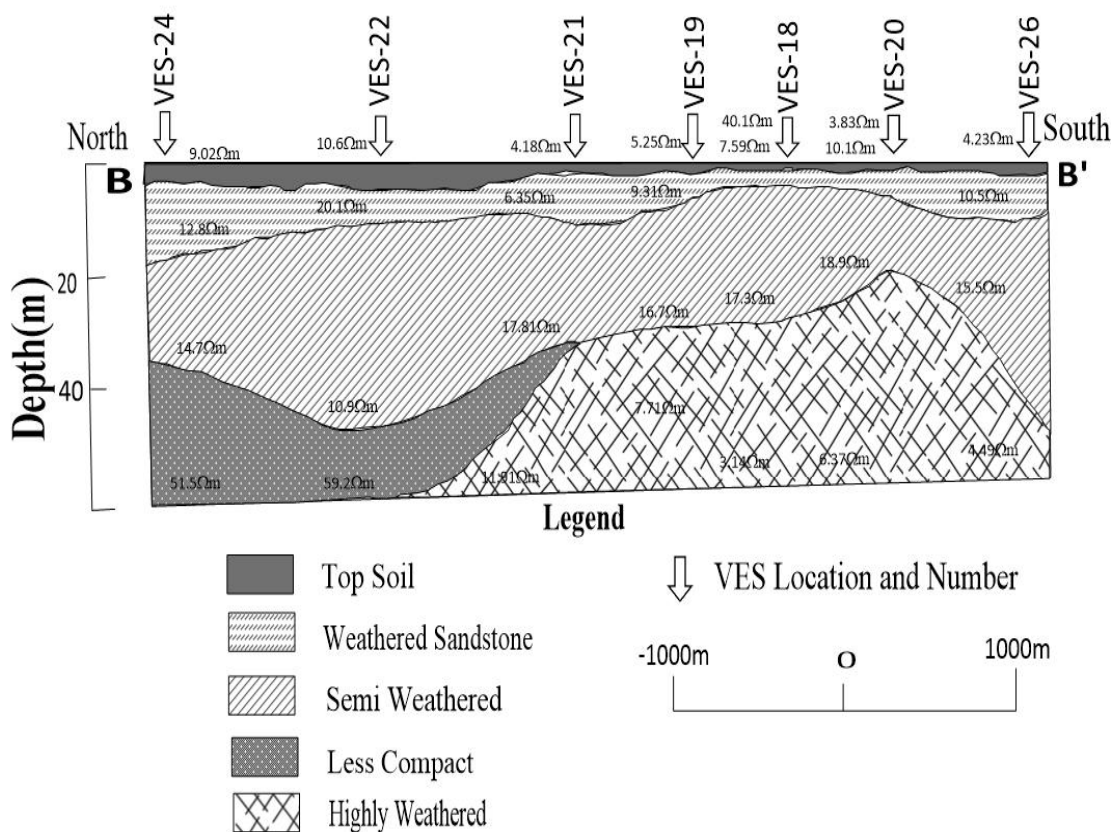 VES-24
VES-22
VES-21
VES-19
VES-18
VES-20
VES-26
North
South
40.1Ωm
3.83Ωm
9.02Ωm
10.6Ωm
4.18Ωm
5.25Ωm
7.59Ωm
10.1Ωm
4.23Ωm
B
B'
12.8Ωm
20.1Ωm
6.35Ωm
9.31Ωm
10.5Ωm
20
40
Depth(m)
14.7Ωm
10.9Ωm
17.81Ωm
16.7Ωm
17.3Ωm
18.9Ωm
15.5Ωm
51.5Ωm
59.2Ωm
11.91Ωm
7.71Ωm
3.14Ωm
6.37Ωm
4.49Ωm
Legend
Top Soil
Weathered Sandstone
Semi Weathered
Less Compact
Highly Weathered
VES Location and Number
-1000m
O
1000m